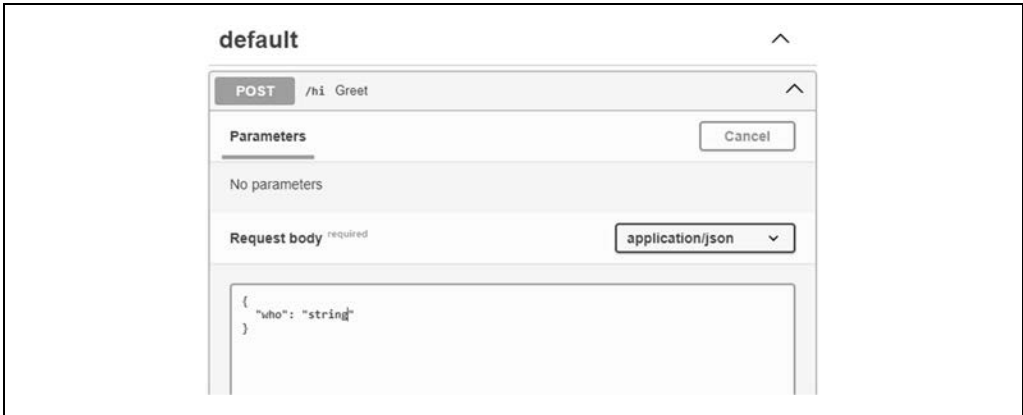 default
POST /hi Greet
Parameters Cancel
No parameters
Request body required application/json
{
"who": "string"
}